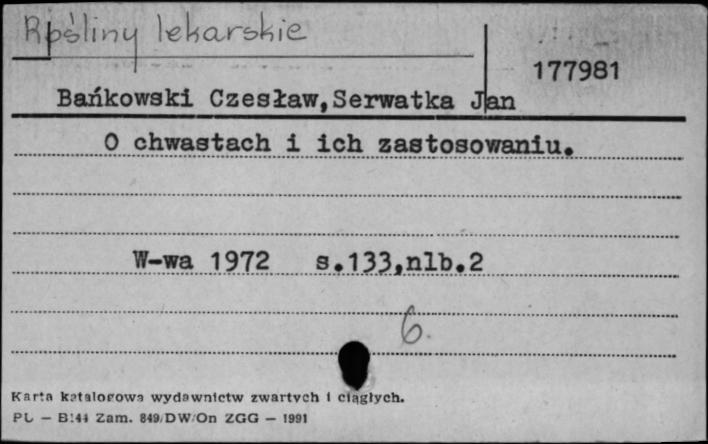 Rośliny lekarskie
177981
Bańkowski Czesław,Serwatka Jan
O chwastach i ich zastosowaniu.
W-wa 1972 s.133,nlb.2
6.
Karta katalogowa wydawnictw zwartych i ciągłych.
PU – B:44 Zam. 849/DW/On ZGG – 1991